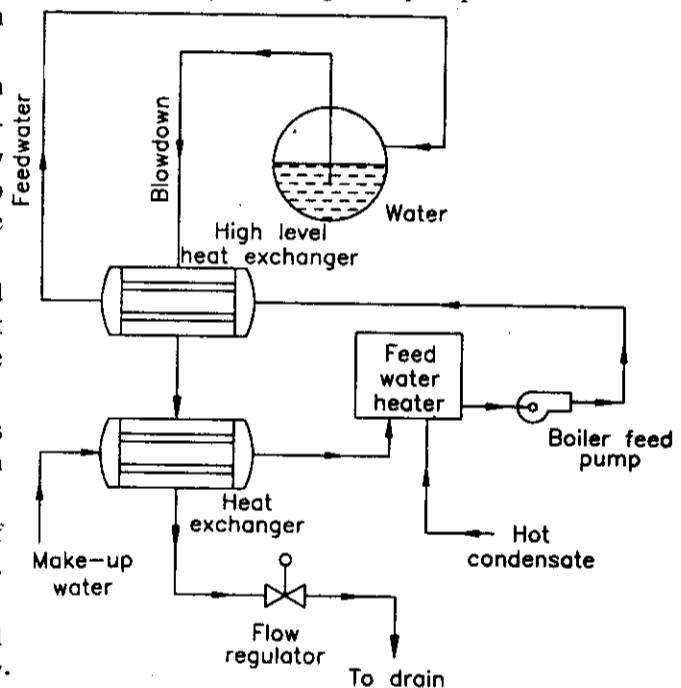 Feedwater
Blowdown
Water
High level
heat exchanger
Feed
water
heater
Boiler feed
pump
Heat
exchanger
Make-up
water
Hot
condensate
Flow
regulator
To drain